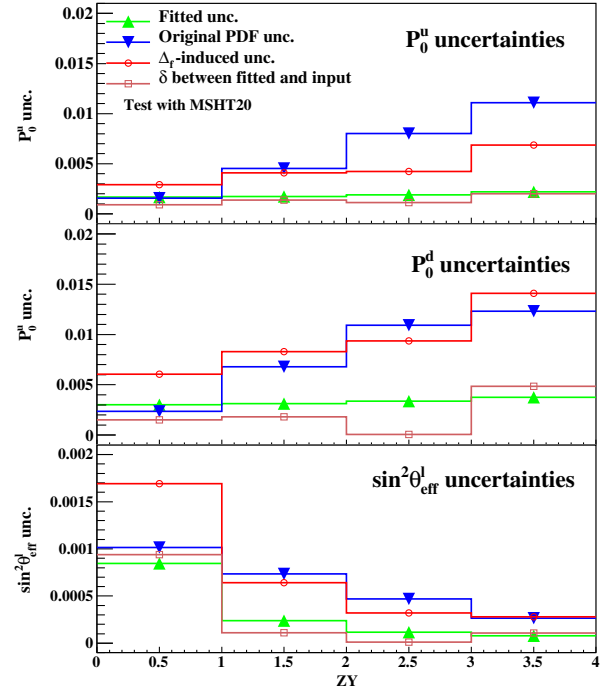 Fitted unc.
Original PDF unc.
Δf-induced unc.
δ between fitted and input
Test with MSHT20
P0u uncertainties
P0u unc.
0.02
0.015
0.01
0.005
0
P0d uncertainties
P0u unc.
0.02
0.015
0.01
0.005
0
sin2θleff uncertainties
sin2θleff unc.
0.002
0.0015
0.001
0.0005
0
0 0.5 1 1.5 2 2.5 3 3.5 4
ZY